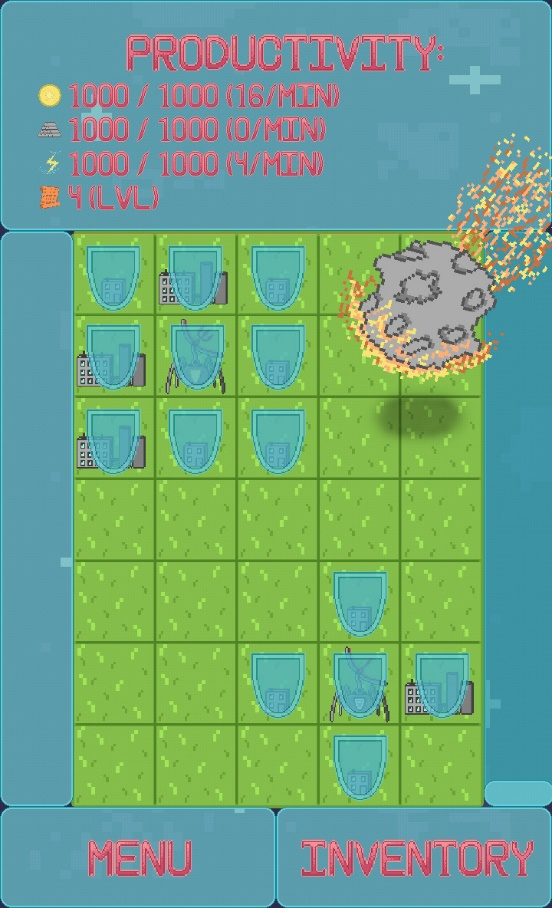 PRODUCTIVITY:
1000 / 1000 (16/MIN)
1000 / 1000 (0/MIN)
1000 / 1000 (4/MIN)
4 (LVL)
MENU
INVENTORY